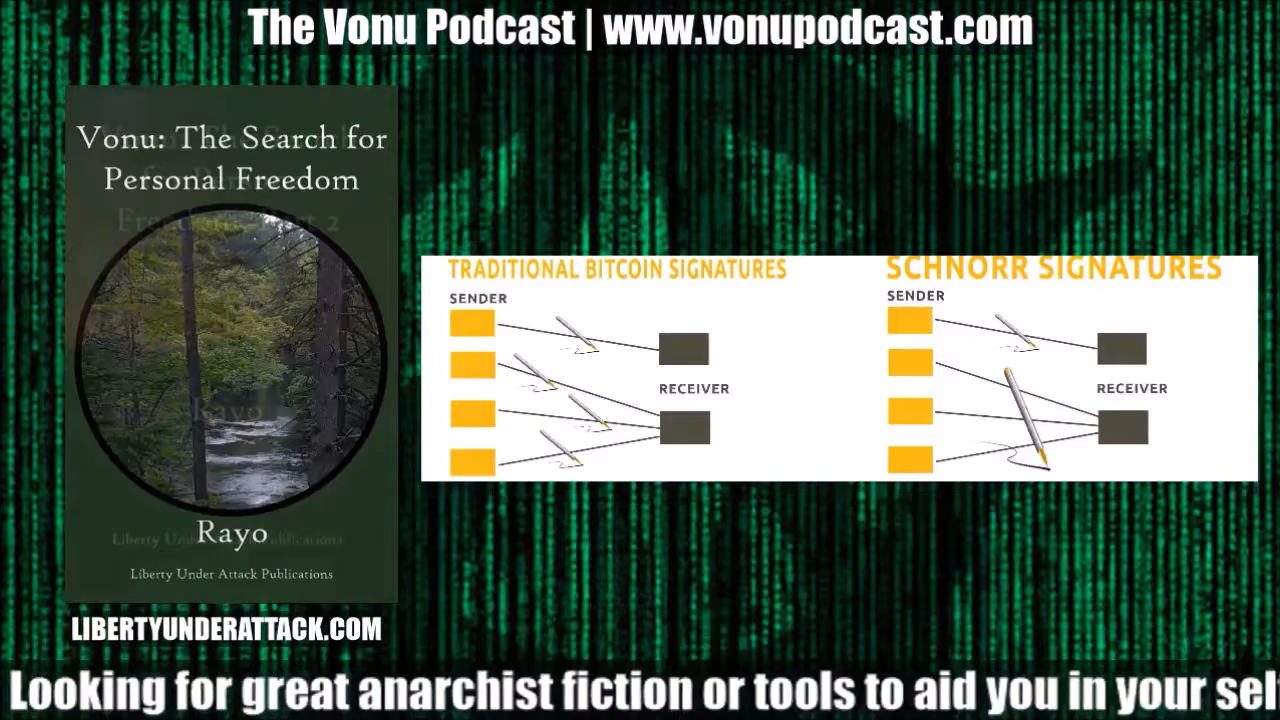 The Vonu Podcast | www.vonupodcast.com
Vonu: The Search for
Personal Freedom
Rayo
Liberty Under Attack Publications
LIBERTYUNDERATTACK.COM
TRADITIONAL BITCOIN SIGNATURES
SENDER
RECEIVER
SCHNORR SIGNATURES
SENDER
RECEIVER
Looking for great anarchist fiction or tools to aid you in your sel